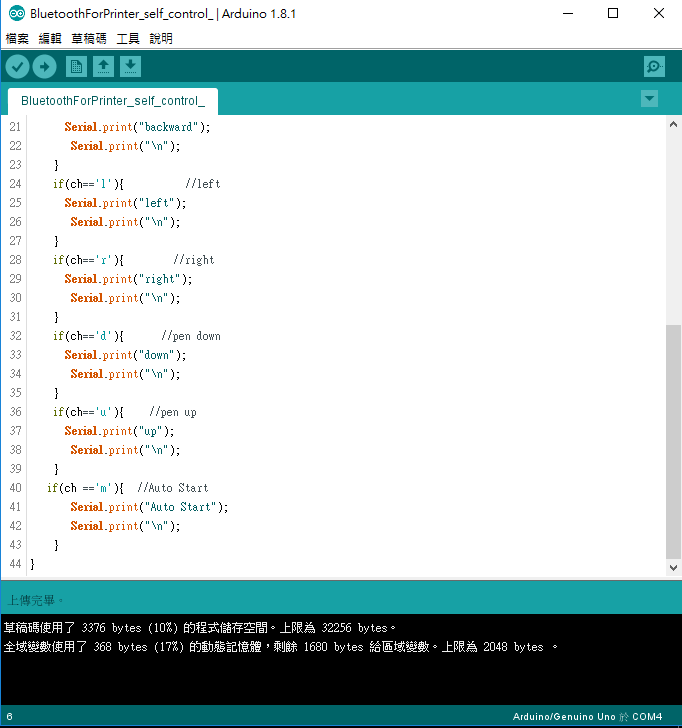 BluetoothForPrinter_self_control_ | Arduino 1.8.1
檔案 編輯 草稿碼 工具 說明
BluetoothForPrinter_self_control_
21 Serial.print("backward");
22 Serial.print("\n");
23 }
24 if(ch=='l'){ //left
25 Serial.print("left");
26 Serial.print("\n");
27 }
28 if(ch=='r'){ //right
29 Serial.print("right");
30 Serial.print("\n");
31 }
32 if(ch=='d'){ //pen down
33 Serial.print("down");
34 Serial.print("\n");
35 }
36 if(ch=='u'){ //pen up
37 Serial.print("up");
38 Serial.print("\n");
39 }
40 if(ch =='m'){ //Auto Start
41 Serial.print("Auto Start");
42 Serial.print("\n");
43 }
44 }
上傳完畢。
草稿碼使用了 3376 bytes (10%) 的程式儲存空間。上限為 32256 bytes。
全域變數使用了 368 bytes (17%) 的動態記憶體，剩餘 1680 bytes 給區域變數。上限為 2048 bytes 。
6 Arduino/Genuino Uno 於 COM4